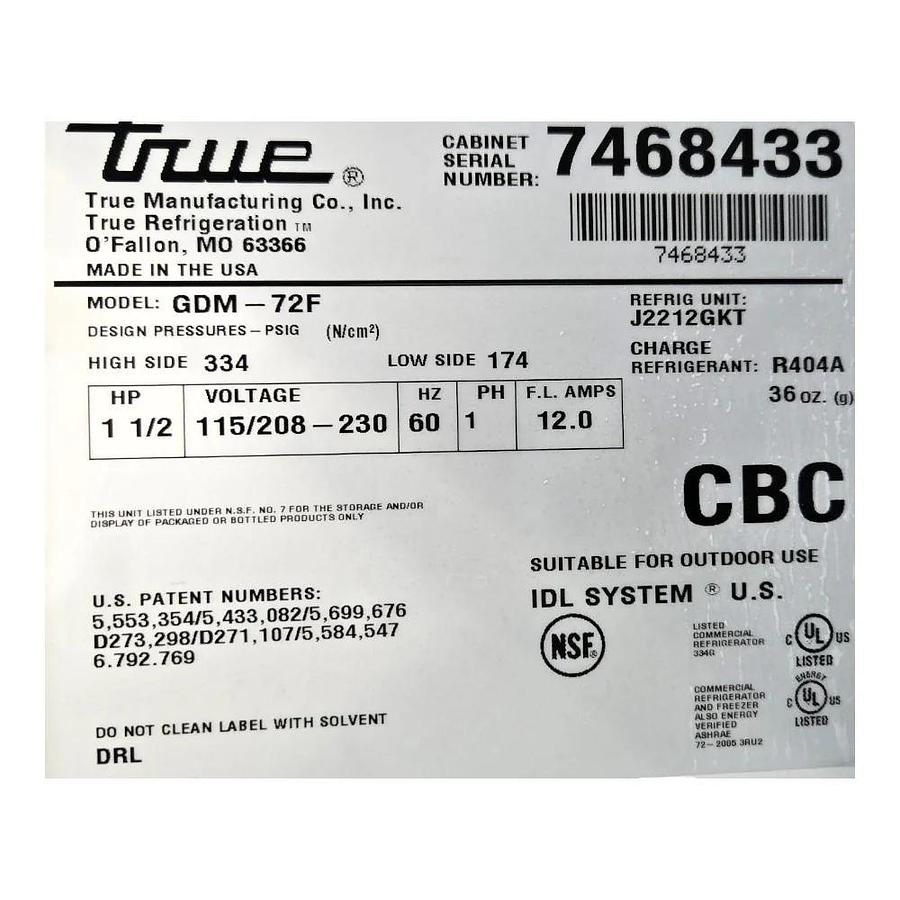 true®
True Manufacturing Co., Inc.
True Refrigeration TM
O'Fallon, MO 63366
MADE IN THE USA
CABINET
SERIAL
NUMBER: 7468433
7468433
MODEL: GDM-72F
DESIGN PRESSURES-PSIG (N/cm²)
HIGH SIDE 334 LOW SIDE 174
REFRIG UNIT:
J2212GKT
CHARGE
REFRIGERANT: R404A
36 OZ. (g)
HP VOLTAGE HZ PH F.L. AMPS
1 1/2 115/208-230 60 1 12.0
CBC
THIS UNIT LISTED UNDER N.S.F. NO. 7 FOR THE STORAGE AND/OR
DISPLAY OF PACKAGED OR BOTTLED PRODUCTS ONLY
SUITABLE FOR OUTDOOR USE
IDL SYSTEM ® U.S.
U.S. PATENT NUMBERS:
5,553,354/5,433,082/5,699,676
D273,298/D271,107/5,584,547
6.792.769
NSF®
LISTED
COMMERCIAL
REFRIGERATOR
334G
C UL US
LISTED
COMMERCIAL
REFRIGERATOR
AND FREEZER
ALSO ENERGY
VERIFIED
ASHRAE
72-2005 3RU2
ENERGY
C UL US
LISTED
DO NOT CLEAN LABEL WITH SOLVENT
DRL